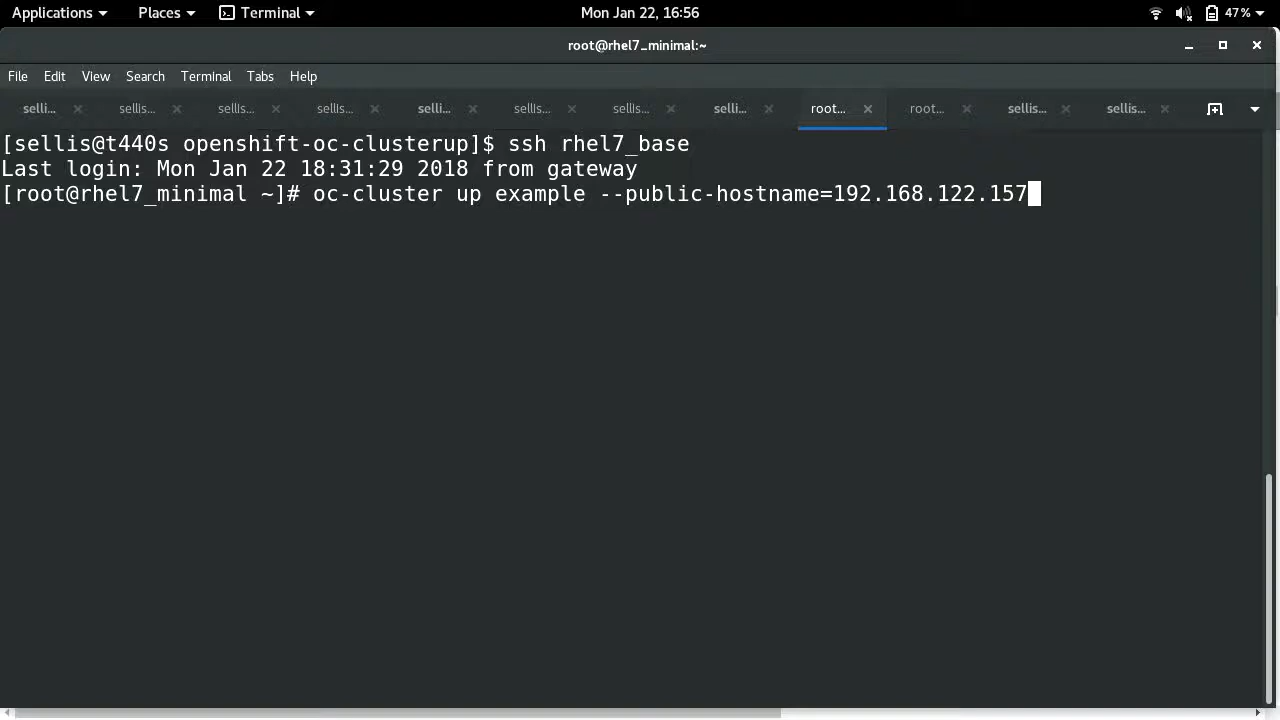 Applications Places Terminal Mon Jan 22, 16:56 47%
root@rhel7_minimal:~
File Edit View Search Terminal Tabs Help
selli... sellis... sellis... sellis... selli... sellis... sellis... selli... root... root... sellis... sellis...
[sellis@t440s openshift-oc-clusterup]$ ssh rhel7_base
Last login: Mon Jan 22 18:31:29 2018 from gateway
[root@rhel7_minimal ~]# oc-cluster up example --public-hostname=192.168.122.157